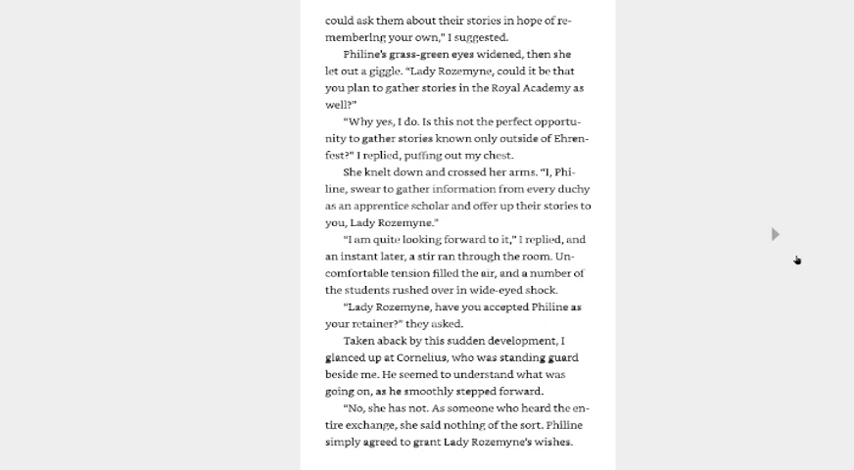 could ask them about their stories in hope of re-
membering your own,” I suggested.
Philine’s grass-green eyes widened, then she
let out a giggle. “Lady Rozemyne, could it be that
you plan to gather stories in the Royal Academy as
well?”
“Why yes, I do. Is this not the perfect opportu-
nity to gather stories known only outside of Ehren-
fest?” I replied, puffing out my chest.
She knelt down and crossed her arms. “I, Phi-
line, swear to gather information from every duchy
as an apprentice scholar and offer up their stories to
you, Lady Rozemyne.”
“I am quite looking forward to it,” I replied, and
an instant later, a stir ran through the room. Un-
comfortable tension filled the air, and a number of
the students rushed over in wide-eyed shock.
“Lady Rozemyne, have you accepted Philine as
your retainer?” they asked.
Taken aback by this sudden development, I
glanced up at Cornelius, who was standing guard
beside me. He seemed to understand what was
going on, as he smoothly stepped forward.
“No, she has not. As someone who heard the en-
tire exchange, she said nothing of the sort. Philine
simply agreed to grant Lady Rozemyne’s wishes.